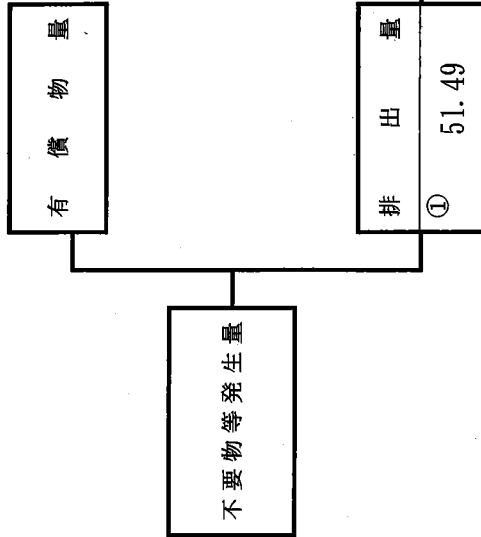 不要物等発生量
有償物量
排出量
①
51.49